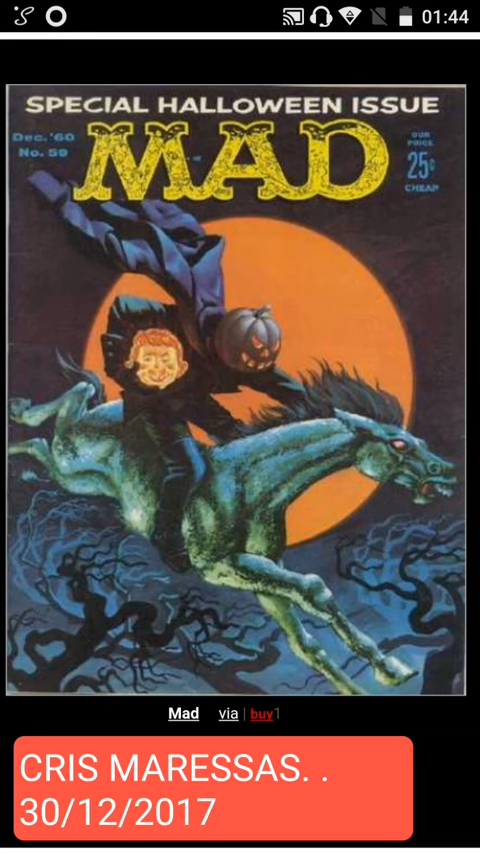 01:44
SPECIAL HALLOWEEN ISSUE
Dec. '60
No. 59
MAD
OUR
PRICE
25¢
CHEAP
Mad via | buy1
CRIS MARESSAS. .
30/12/2017